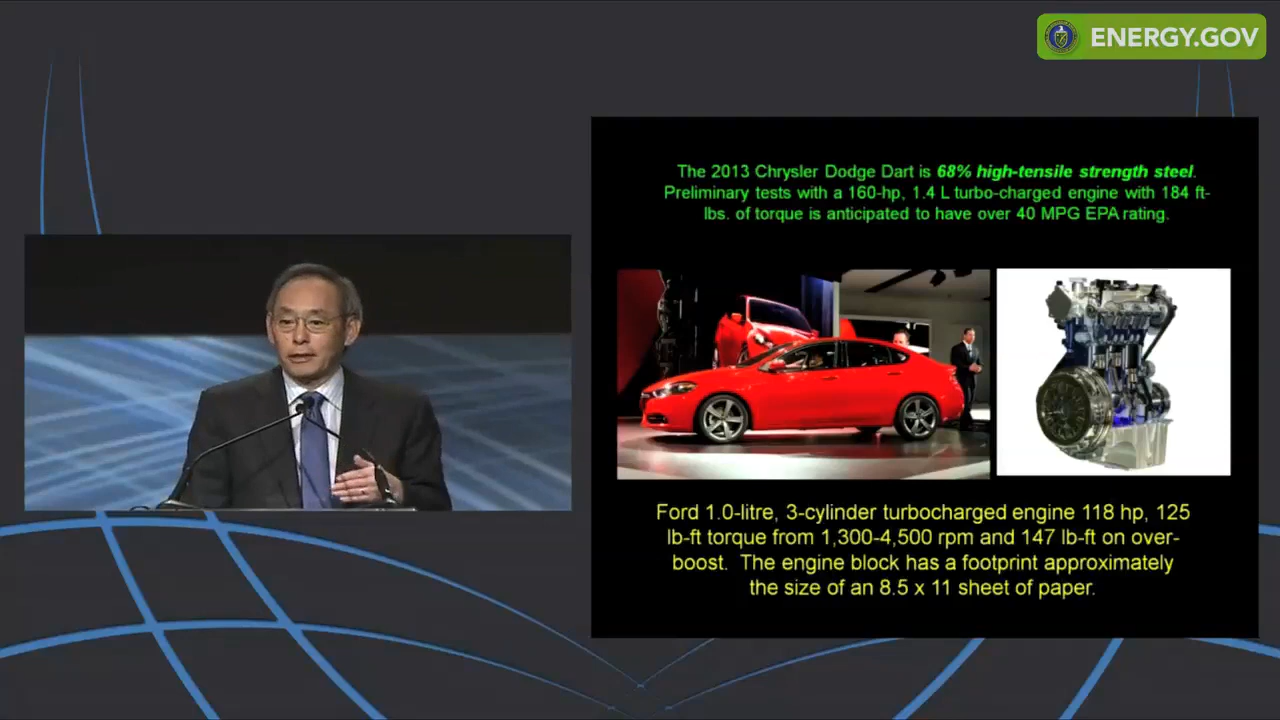 ENERGY.GOV
The 2013 Chrysler Dodge Dart is 68% high-tensile strength steel.
Preliminary tests with a 160-hp, 1.4 L turbo-charged engine with 184 ft-
lbs. of torque is anticipated to have over 40 MPG EPA rating.
Ford 1.0-litre, 3-cylinder turbocharged engine 118 hp, 125
lb-ft torque from 1,300-4,500 rpm and 147 lb-ft on over-
boost. The engine block has a footprint approximately
the size of an 8.5 x 11 sheet of paper.